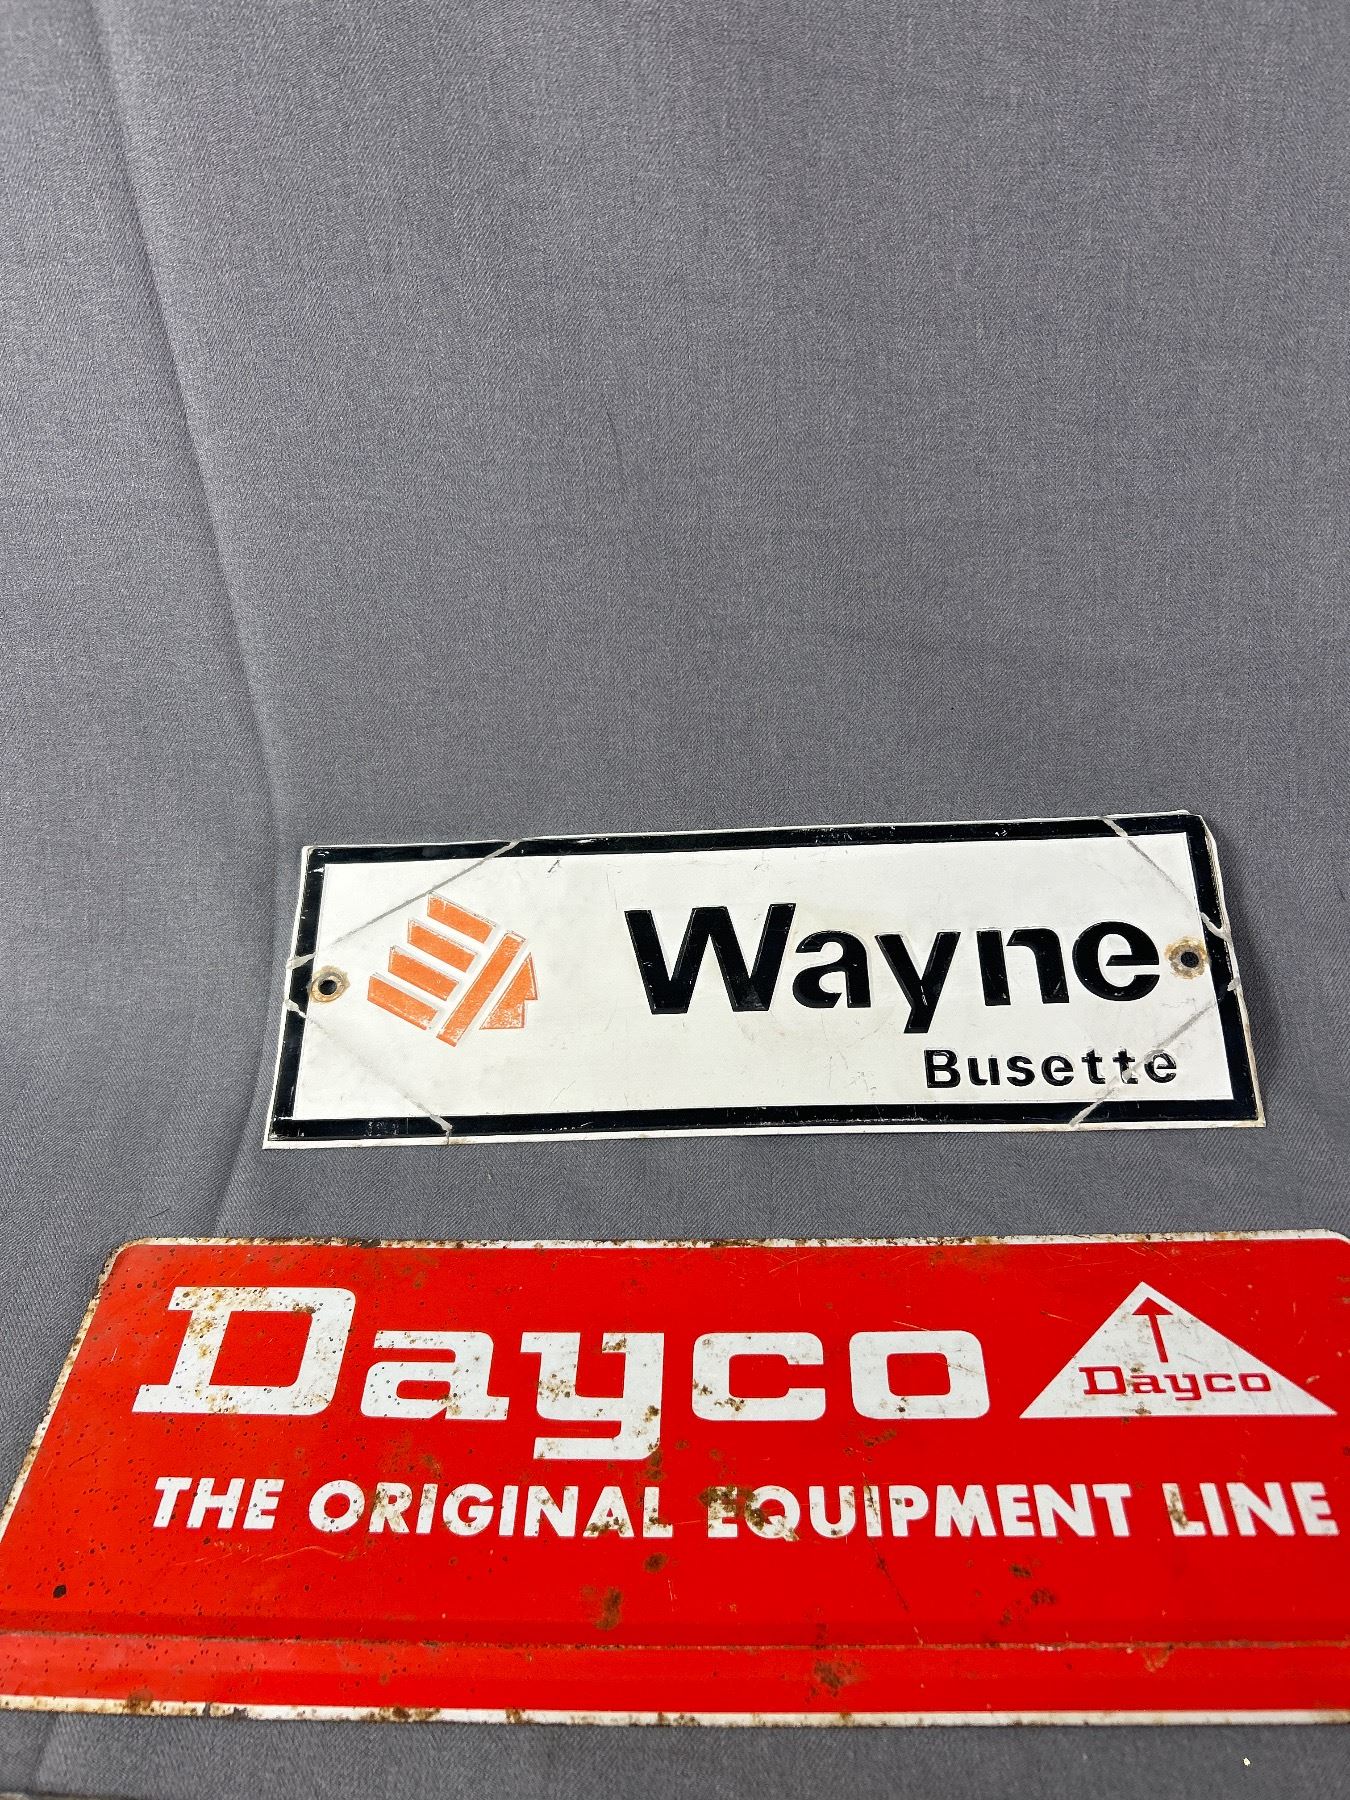 Wayne
Busette
Dayco
Dayco
THE ORIGINAL EQUIPMENT LINE